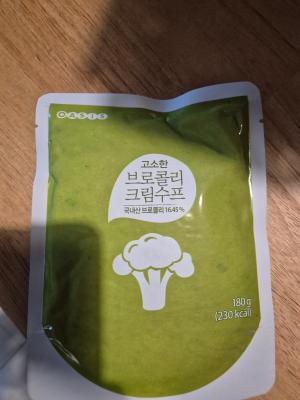 OASIS
고소한
브로콜리
크림수프
국내산 브로콜리 16.45%
180g
(230 kcal)